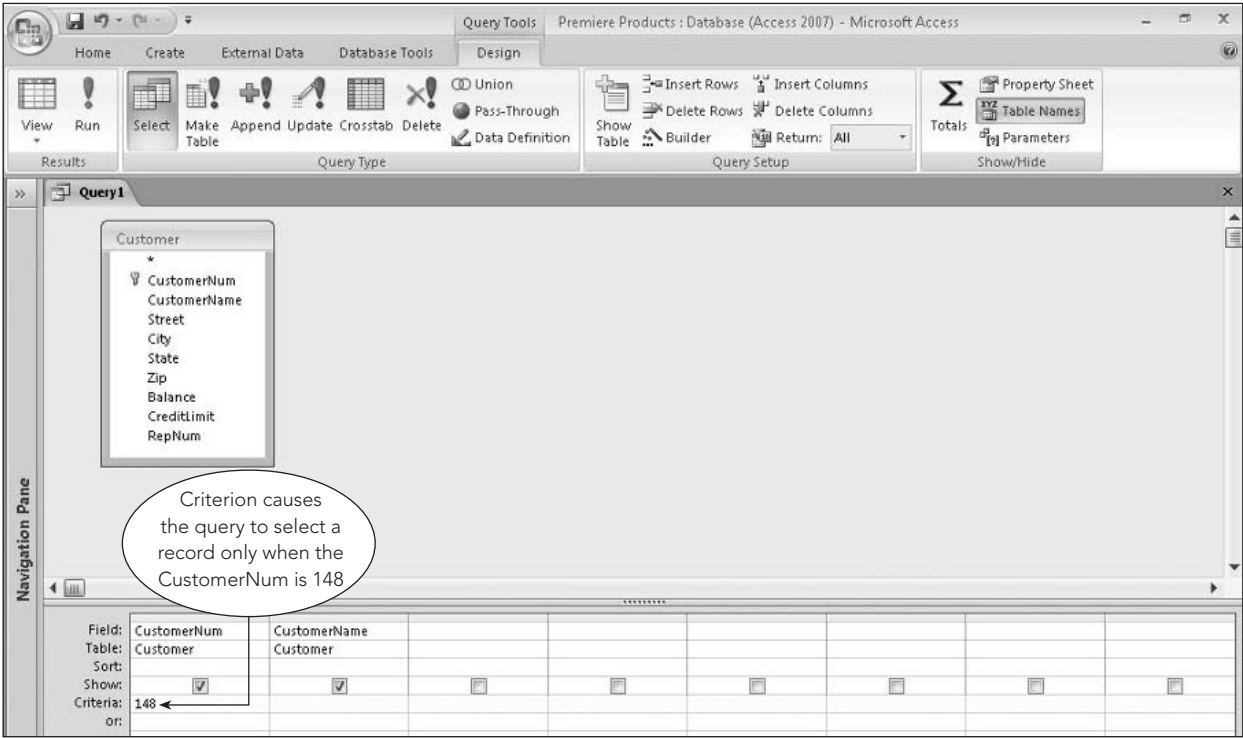 Query Tools Premiere Products : Database (Access 2007) - Microsoft Access
Home Create External Data Database Tools Design
View Run
Results
Select Make Table Append Update Crosstab Delete
Union
Pass-Through
Data Definition
Query Type
Show Table
Insert Rows Insert Columns
Delete Rows Delete Columns
Builder Return: All
Query Setup
Totals
Property Sheet
Table Names
Parameters
Show/Hide
Query1
Navigation Pane
Customer
*
CustomerNum
CustomerName
Street
City
State
Zip
Balance
CreditLimit
RepNum
Criterion causes
the query to select a
record only when the
CustomerNum is 148
Field: CustomerNum CustomerName
Table: Customer Customer
Sort:
Show:
Criteria: 148
or: